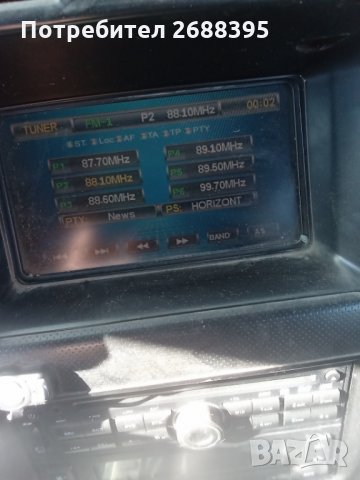 Потребител 2688395
TUNER FM-1 P2 88.10MHz 00:02
ST Loc AF TA TP PTY
P1 87.70MHz P4 89.10MHz
P2 88.10MHz P5 89.50MHz
P3 88.60MHz P6 99.70MHz
PTY: News PS: HORIZONT
BAND AS
BAZAR